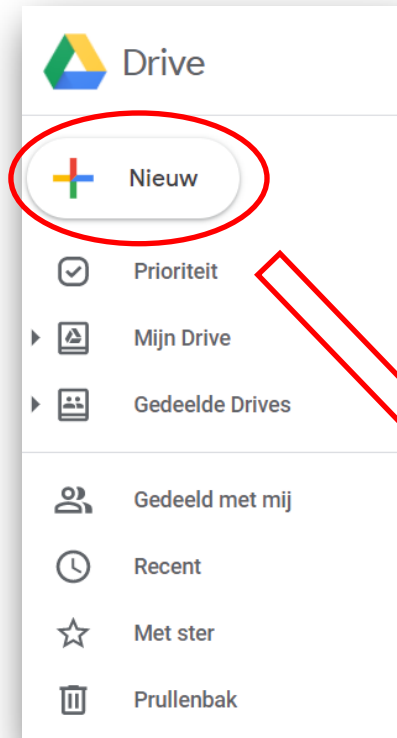 Drive
Nieuw
Prioriteit
Mijn Drive
Gedeelde Drives
Gedeeld met mij
Recent
Met ster
Prullenbak